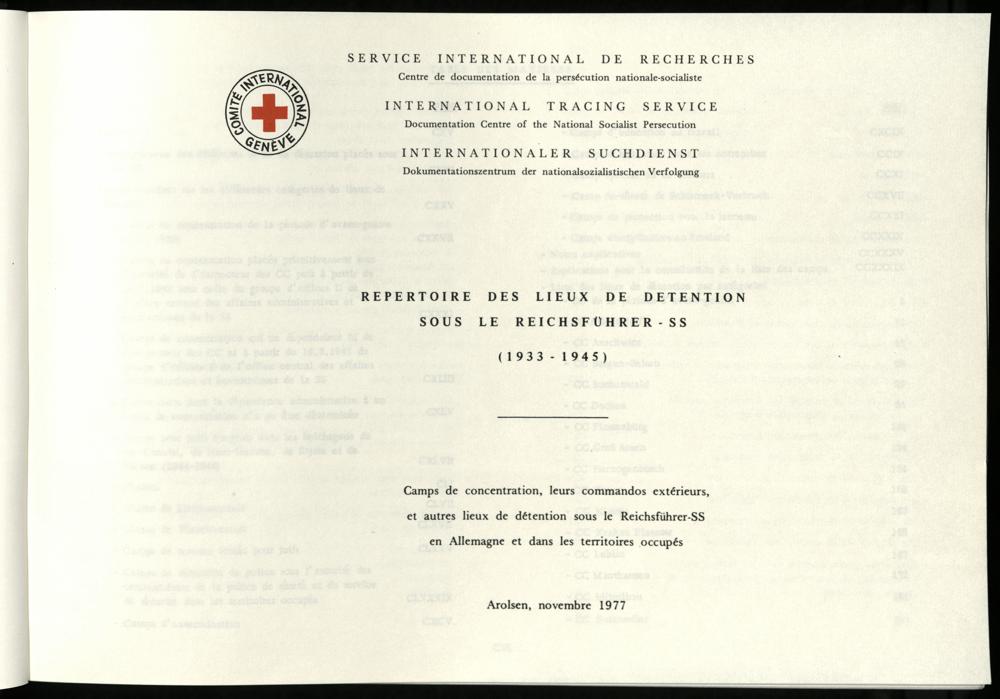 COMITÉ INTERNATIONAL GENÈVE
SERVICE INTERNATIONAL DE RECHERCHES
Centre de documentation de la persécution nationale-socialiste
INTERNATIONAL TRACING SERVICE
Documentation Centre of the National Socialist Persecution
INTERNATIONALER SUCHDIENST
Dokumentationszentrum der nationalsozialistischen Verfolgung
REPERTOIRE DES LIEUX DE DETENTION
SOUS LE REICHSFÜHRER-SS
(1933-1945)
Camps de concentration, leurs commandos extérieurs,
et autres lieux de détention sous le Reichsführer-SS
en Allemagne et dans les territoires occupés
Arolsen, novembre 1977